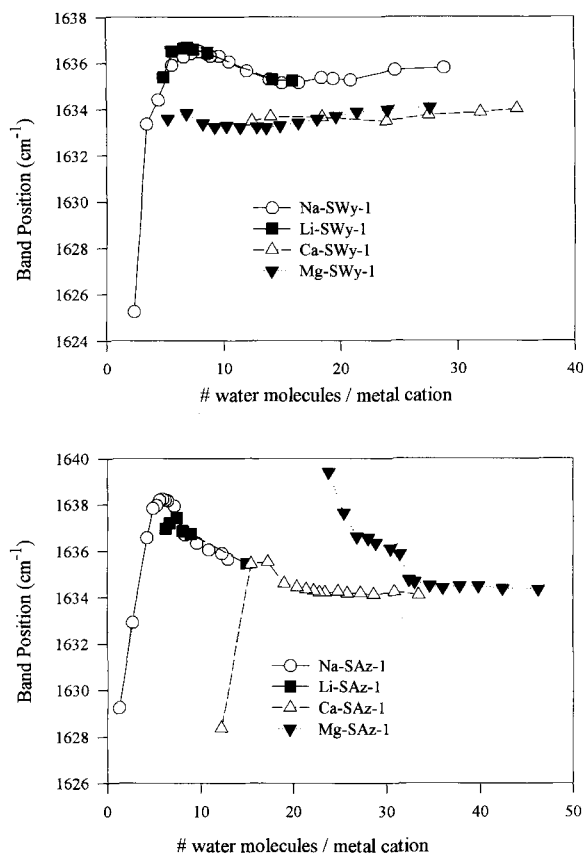 1638
1636
1634
1632
1630
1628
1626
1624
Band Position (cm⁻¹)
Na-SWy-1
Li-SWy-1
Ca-SWy-1
Mg-SWy-1
0 10 20 30 40
# water molecules / metal cation
1640
1638
1636
1634
1632
1630
1628
1626
Band Position (cm⁻¹)
Na-SAz-1
Li-SAz-1
Ca-SAz-1
Mg-SAz-1
0 10 20 30 40 50
# water molecules / metal cation